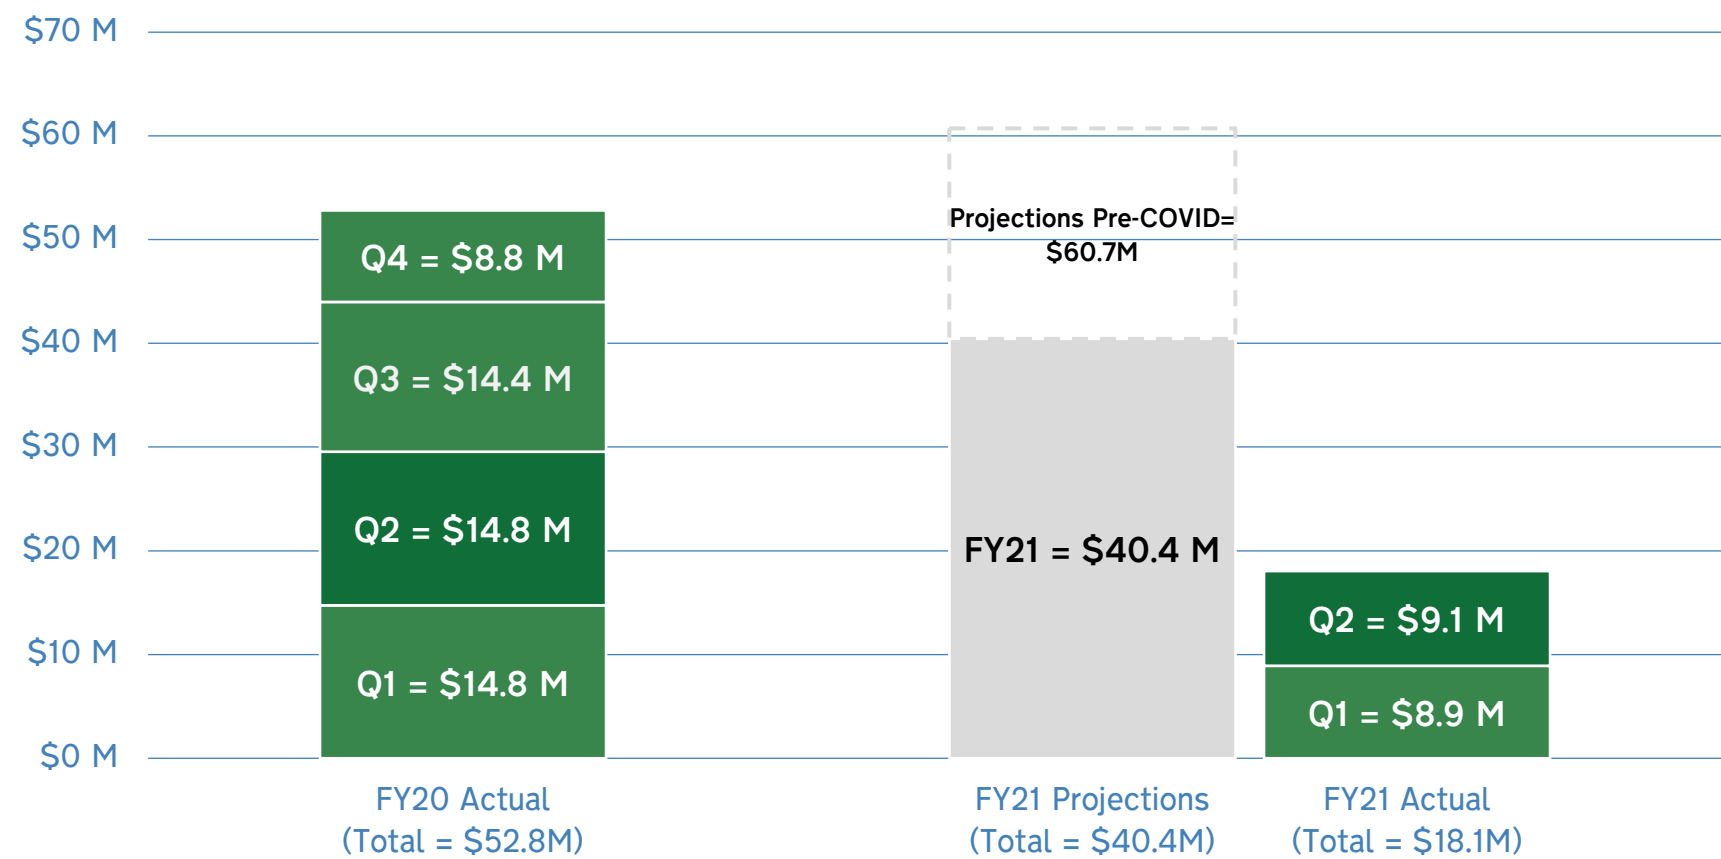 $70 M
$60 M
$50 M
$40 M
$30 M
$20 M
$10 M
$0 M
Q4 = $8.8 M
Q3 = $14.4 M
Q2 = $14.8 M
Q1 = $14.8 M
Projections Pre-COVID=
$60.7M
FY21 = $40.4 M
Q2 = $9.1 M
Q1 = $8.9 M
FY20 Actual
(Total = $52.8M)
FY21 Projections
(Total = $40.4M)
FY21 Actual
(Total = $18.1M)